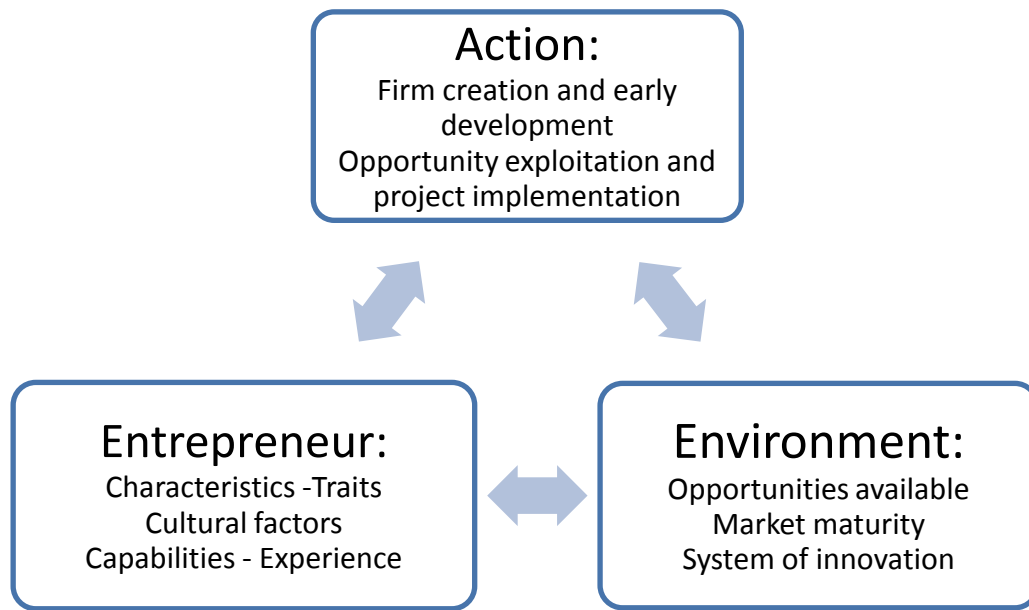 Action:
Firm creation and early
development
Opportunity exploitation and
project implementation
Entrepreneur:
Characteristics -Traits
Cultural factors
Capabilities - Experience
Environment:
Opportunities available
Market maturity
System of innovation